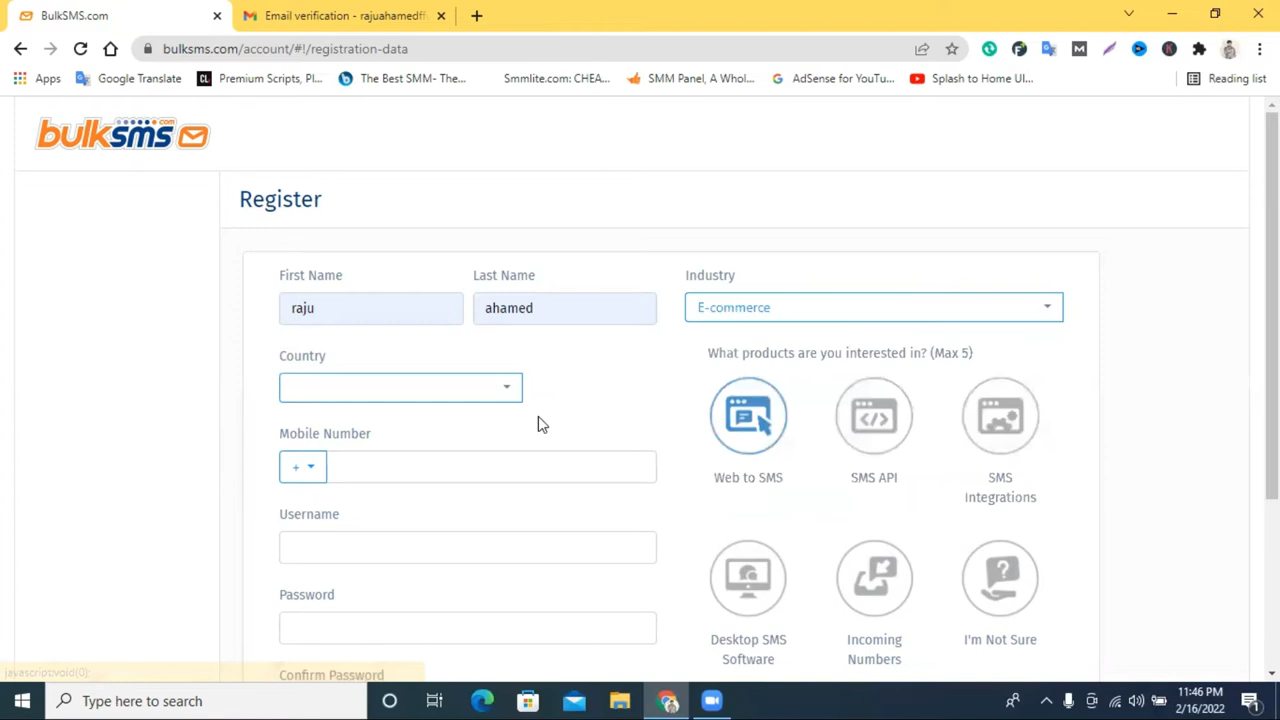 BulkSMS.com
Email verification - rajuahamedff
bulksms.com/account/#!/registration-data
Apps
Google Translate
Premium Scripts, Pl...
The Best SMM- The...
Smmlite.com: CHEA...
SMM Panel, A Whol...
AdSense for YouTu...
Splash to Home UI...
Reading list
bulksms.com
Register
First Name
Last Name
Industry
raju
ahamed
E-commerce
Country
What products are you interested in? (Max 5)
Mobile Number
+
Web to SMS
SMS API
SMS
Integrations
Username
Password
Desktop SMS
Software
Incoming
Numbers
I'm Not Sure
Confirm Password
javascript:void(0);
Type here to search
11:46 PM
2/16/2022